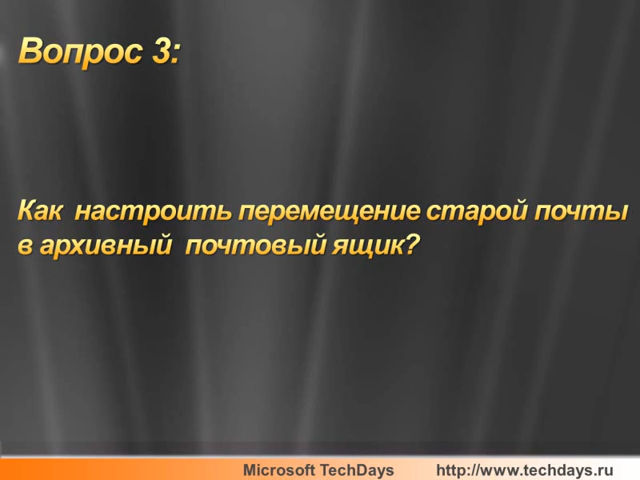 Вопрос 3:
Как настроить перемещение старой почты
в архивный почтовый ящик?
Microsoft TechDays http://www.techdays.ru